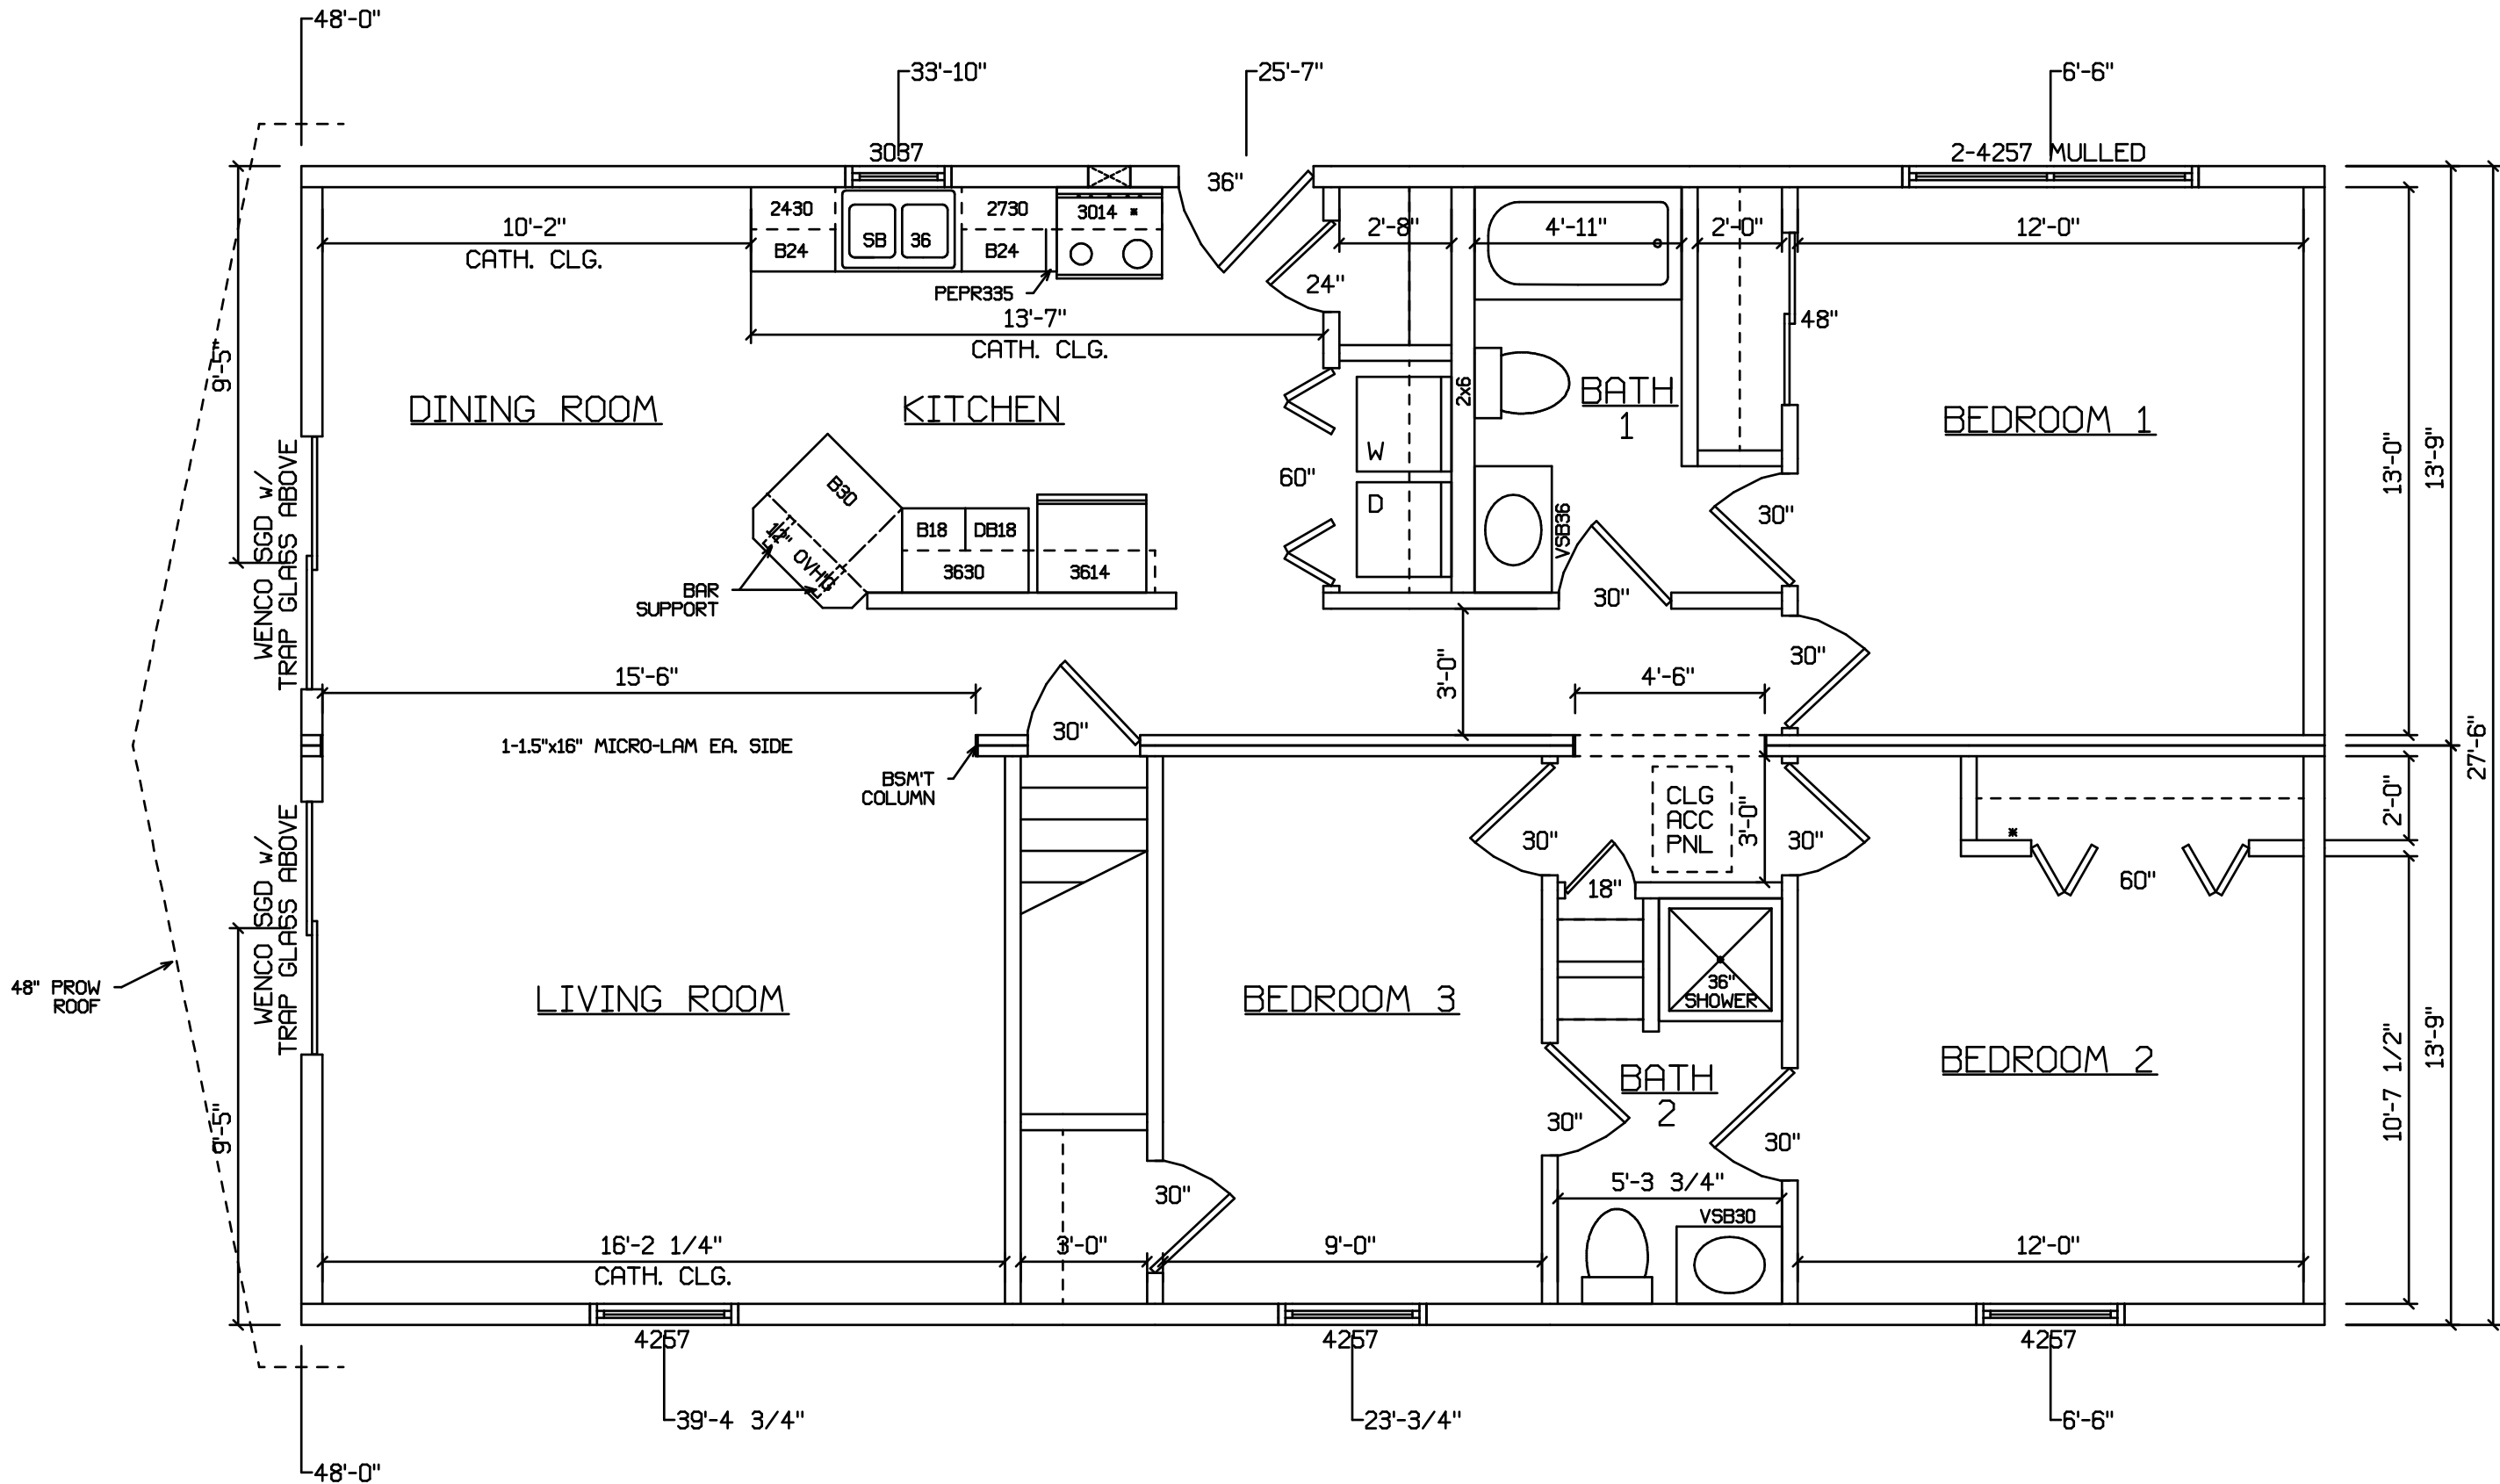 48'-0"
33'-10"
25'-7"
6'-6"
3037
2-4257 MULLED
36"
2430
2730
3014 *
SB 36
B24
B24
10'-2"
CATH. CLG.
2'-8"
4'-11"
2'-0"
12'-0"
PEPR335
24"
13'-7"
CATH. CLG.
48"
9'-5"
2x6
DINING ROOM
KITCHEN
BATH
1
BEDROOM 1
W
60"
D
B30
12" OVHD
B18
DB18
3630
3614
VSB36
30"
30"
13'-0"
13'-9"
WENCO SGD w/
TRAP GLASS ABOVE
BAR
SUPPORT
15'-6"
3'-0"
4'-6"
30"
30"
27'-6"
1-1.5"x16" MICRO-LAM EA. SIDE
BSM'T
COLUMN
CLG
ACC
PNL
3'-0"
30"
30"
2'-0"
*
18"
60"
WENCO SGD w/
TRAP GLASS ABOVE
48" PROW
ROOF
LIVING ROOM
BEDROOM 3
36"
SHOWER
BATH
2
BEDROOM 2
10'-7 1/2"
13'-9"
9'-5"
30"
30"
30"
5'-3 3/4"
VSB30
16'-2 1/4"
CATH. CLG.
3'-0"
9'-0"
12'-0"
4257
4257
4257
39'-4 3/4"
23'-3/4"
6'-6"
48'-0"